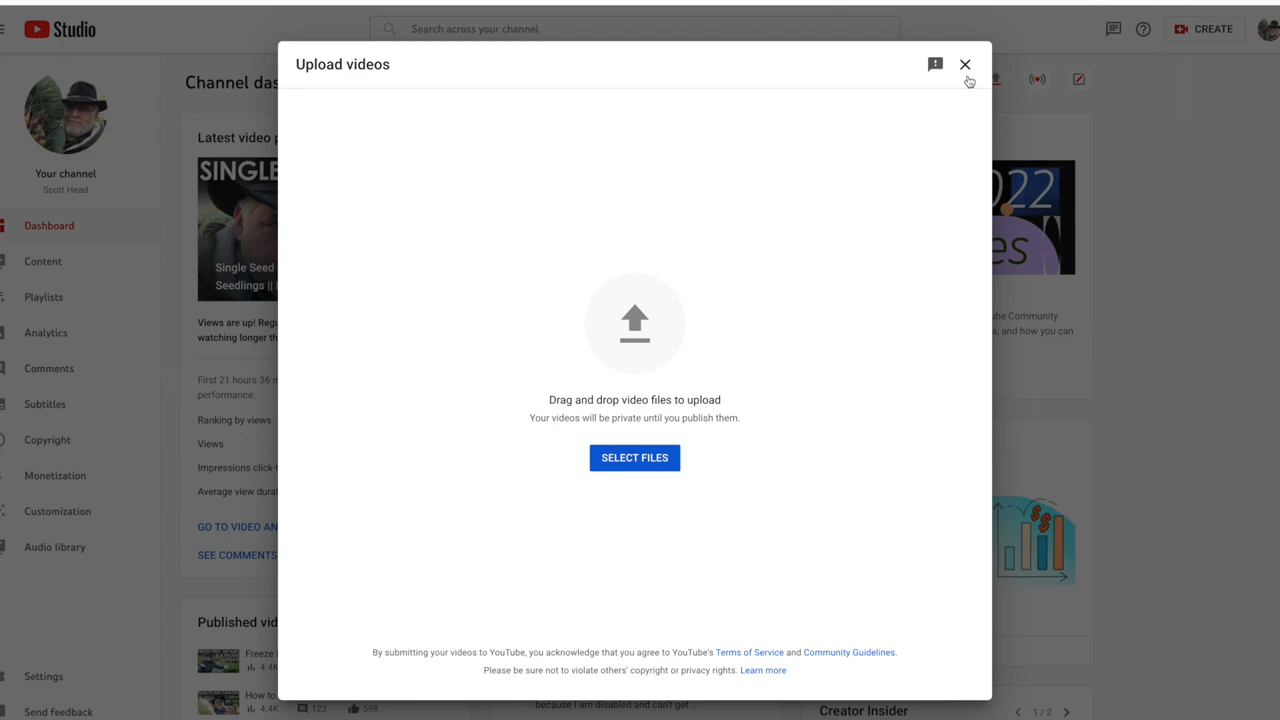 Studio
Search across your channel
CREATE
Upload videos
Channel das
Your channel
Scott Head
Dashboard
Content
Playlists
Analytics
Comments
Subtitles
Copyright
Monetization
Customization
Audio library
Settings
Send feedback
Latest video p
SINGLE
Single Seed
Seedlings ||
Views are up! Regu
watching longer th
First 21 hours 36 m
performance:
Ranking by views
Views
Impressions click-t
Average view durat
GO TO VIDEO AN
SEE COMMENTS
Published vid
Freeze
4.4K
How to
4.4K
122
598
Drag and drop video files to upload
Your videos will be private until you publish them.
SELECT FILES
By submitting your videos to YouTube, you acknowledge that you agree to YouTube's Terms of Service and Community Guidelines.
Please be sure not to violate others' copyright or privacy rights. Learn more
because I am disabled and can't get ...
2022
es
ube Community
s, and how you can
Creator Insider
1 / 2